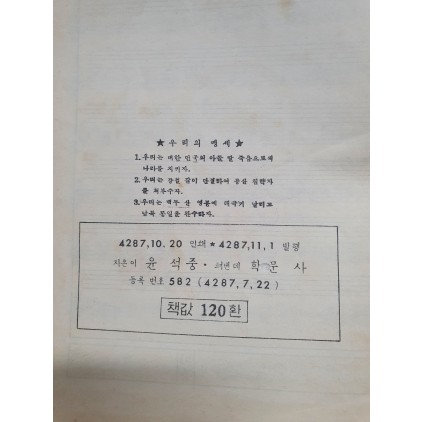 ★ 우리의 맹세 ★
1. 우리는 대한 민국의 아들 딸 죽음으로써
나라를 지키자.
2. 우리는 강철 같이 단결하여 공산 침략자
를 쳐부수자.
3. 우리는 백두 산 영봉에 태극기 날리고
남북 통일을 완수하자.
4287,10.20 인쇄 ★ 4287,11,1 발행
지은이 윤석중 · 펴낸데 학문사
등록 번호 582 (4287,7,22)
책값 120환